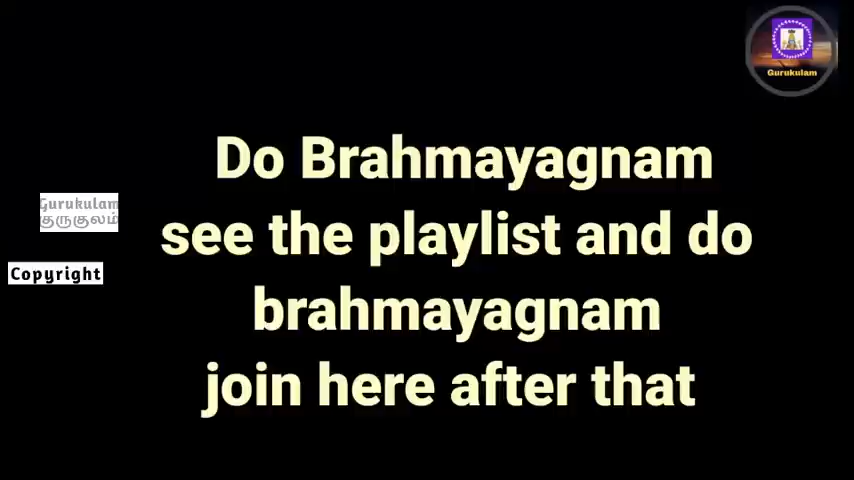 Gurukulam
Do Brahmayagnam
see the playlist and do
brahmayagnam
join here after that
Gurukulam
குருகுலம்
Copyright